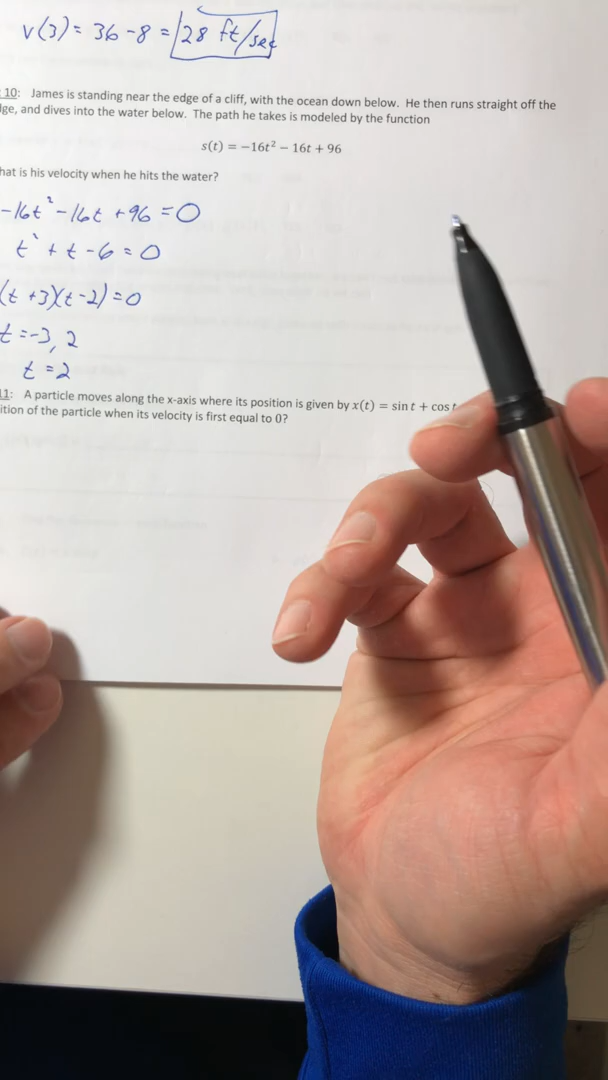 v(3) = 36 - 8 = 28 ft/sec
10: James is standing near the edge of a cliff, with the ocean down below. He then runs straight off the
ge, and dives into the water below. The path he takes is modeled by the function
s(t) = −16t² − 16t + 96
hat is his velocity when he hits the water?
-16t² - 16t + 96 = 0
t² + t - 6 = 0
(t + 3)(t - 2) = 0
t = -3, 2
t = 2
11: A particle moves along the x-axis where its position is given by x(t) = sin t + cos t
ition of the particle when its velocity is first equal to 0?